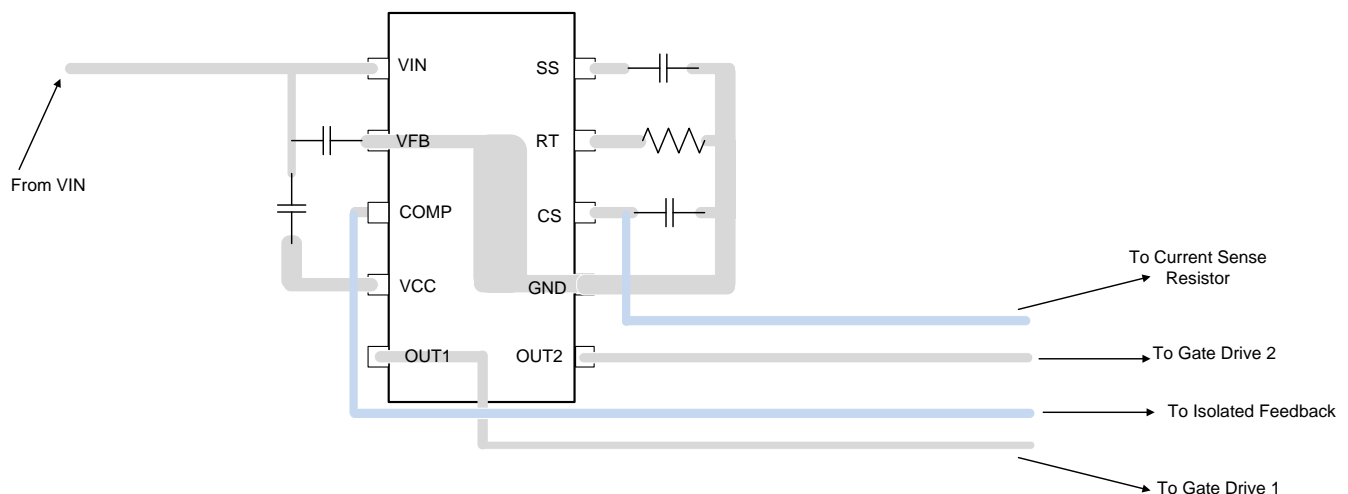 VIN
SS
VFB
RT
From VIN
COMP
CS
To Current Sense
Resistor
VCC
GND
OUT1
OUT2
To Gate Drive 2
To Isolated Feedback
To Gate Drive 1